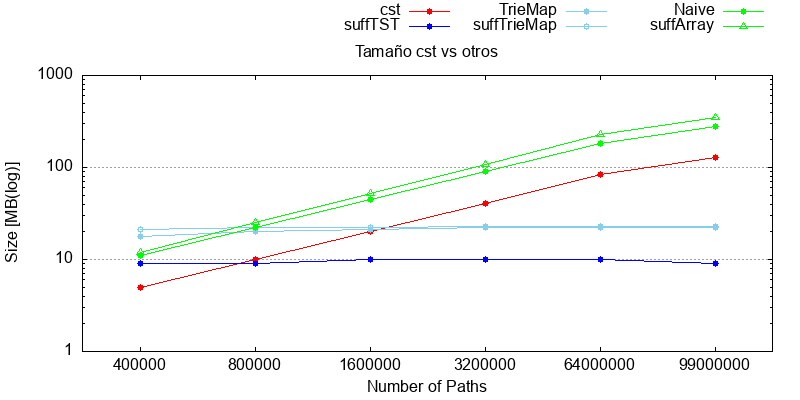 cst TrieMap Naive
suffTST suffTrieMap suffArray
Tamaño cst vs otros
1000
100
10
1
Size [MB(log)]
400000 800000 1600000 3200000 64000000 99000000
Number of Paths